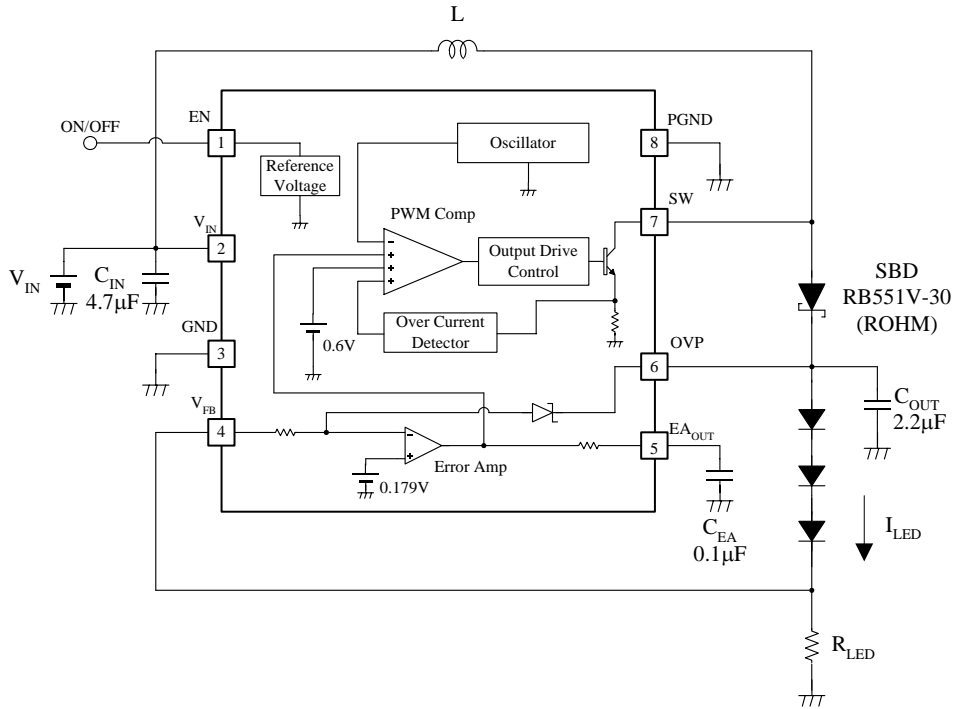 L
EN
ON/OFF
1
Reference
Voltage
Oscillator
PGND
8
SW
7
V_IN
2
PWM Comp
−
+
+
+
Output Drive
Control
V_IN
C_IN
4.7µF
SBD
RB551V-30
(ROHM)
0.6V
Over Current
Detector
GND
3
OVP
6
V_FB
4
−
+
Error Amp
0.179V
EA_OUT
5
C_OUT
2.2µF
C_EA
0.1µF
I_LED
R_LED